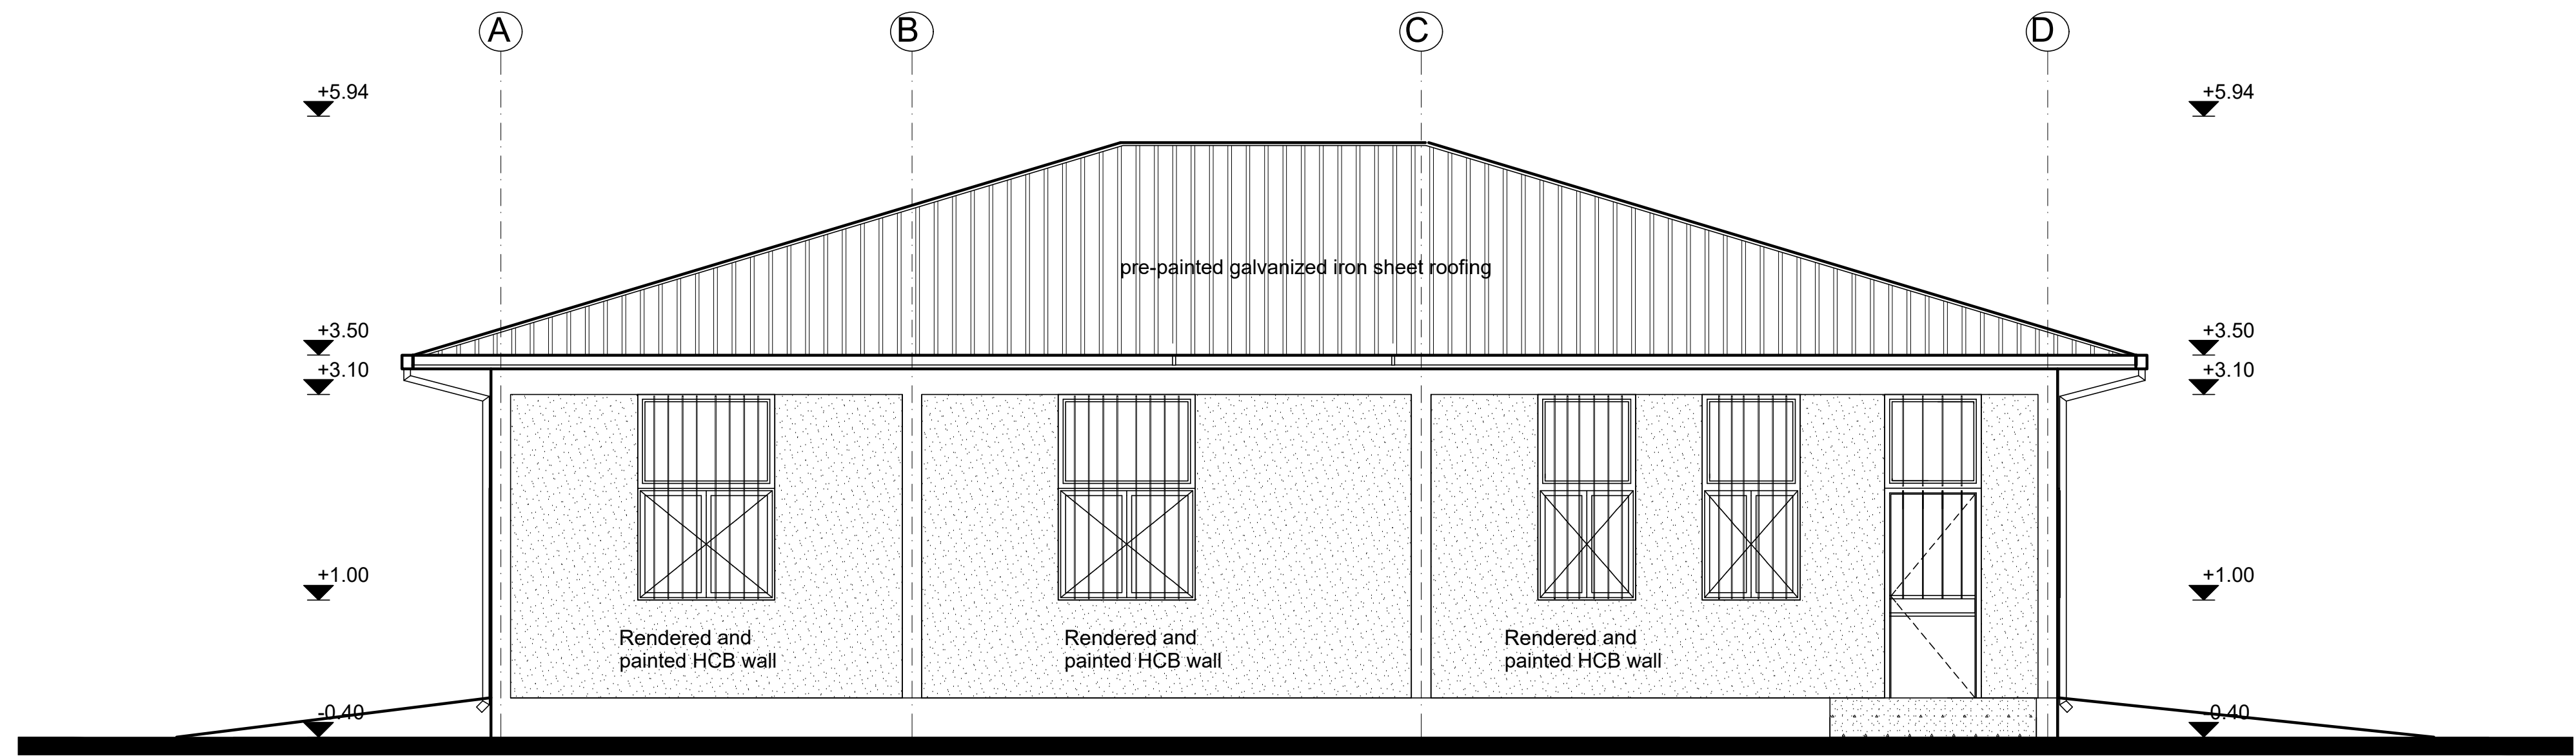 A B C D
+5.94 +5.94
pre-painted galvanized iron sheet roofing
+3.50 +3.50
+3.10 +3.10
+1.00 +1.00
Rendered and
painted HCB wall
Rendered and
painted HCB wall
Rendered and
painted HCB wall
-0.40 -0.40